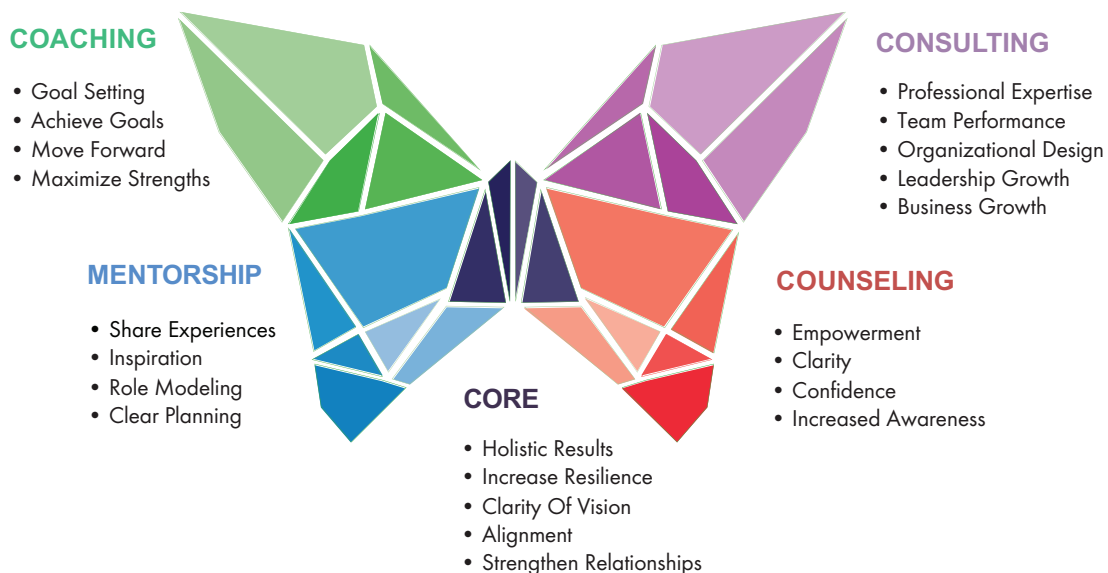 COACHING
• Goal Setting
• Achieve Goals
• Move Forward
• Maximize Strengths
CONSULTING
• Professional Expertise
• Team Performance
• Organizational Design
• Leadership Growth
• Business Growth
MENTORSHIP
• Share Experiences
• Inspiration
• Role Modeling
• Clear Planning
COUNSELING
• Empowerment
• Clarity
• Confidence
• Increased Awareness
CORE
• Holistic Results
• Increase Resilience
• Clarity Of Vision
• Alignment
• Strengthen Relationships